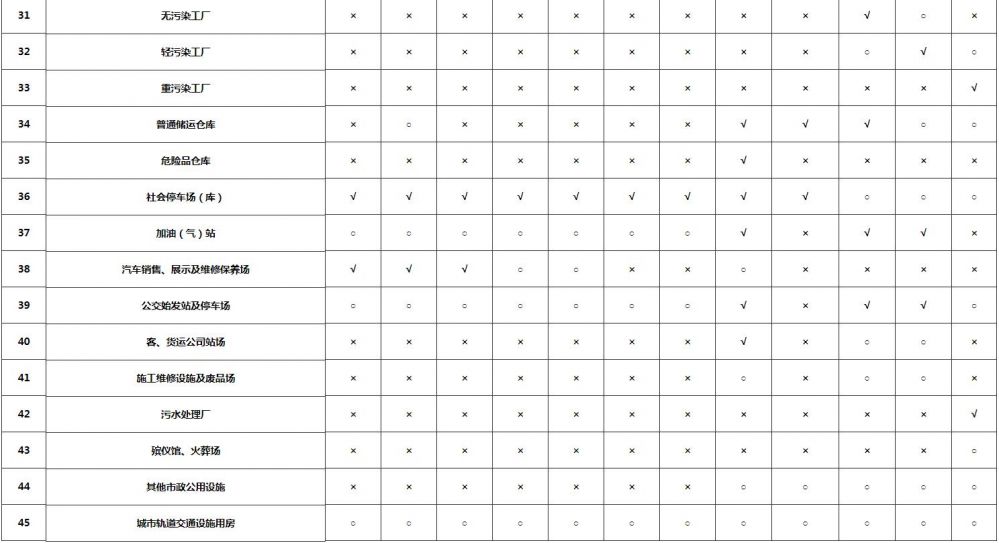 31 无污染工厂 × × × × × × × × × √ ○ ×
32 轻污染工厂 × × × × × × × × × ○ √ ○
33 重污染工厂 × × × × × × × × × × × √
34 普通储运仓库 × ○ × × × × × √ √ √ ○ ○
35 危险品仓库 × × × × × × × √ × × × ×
36 社会停车场（库） √ √ √ √ √ √ √ √ √ ○ ○ ○
37 加油（气）站 ○ ○ ○ ○ ○ ○ ○ √ × √ √ ×
38 汽车销售、展示及维修保养场 √ √ √ ○ ○ × × ○ × × × ×
39 公交始发站及停车场 ○ ○ ○ ○ ○ ○ ○ √ × √ √ ○
40 客、货运公司站场 × × × × × × × √ × ○ ○ ×
41 施工维修设施及废品场 × × × × × × × ○ × ○ ○ ×
42 污水处理厂 × × × × × × × × × × × √
43 殡仪馆、火葬场 × × × × × × × × × × × ○
44 其他市政公用设施 × × × × × × × ○ ○ ○ ○ ○
45 城市轨道交通设施用房 ○ ○ ○ ○ ○ ○ ○ ○ ○ ○ ○ ○